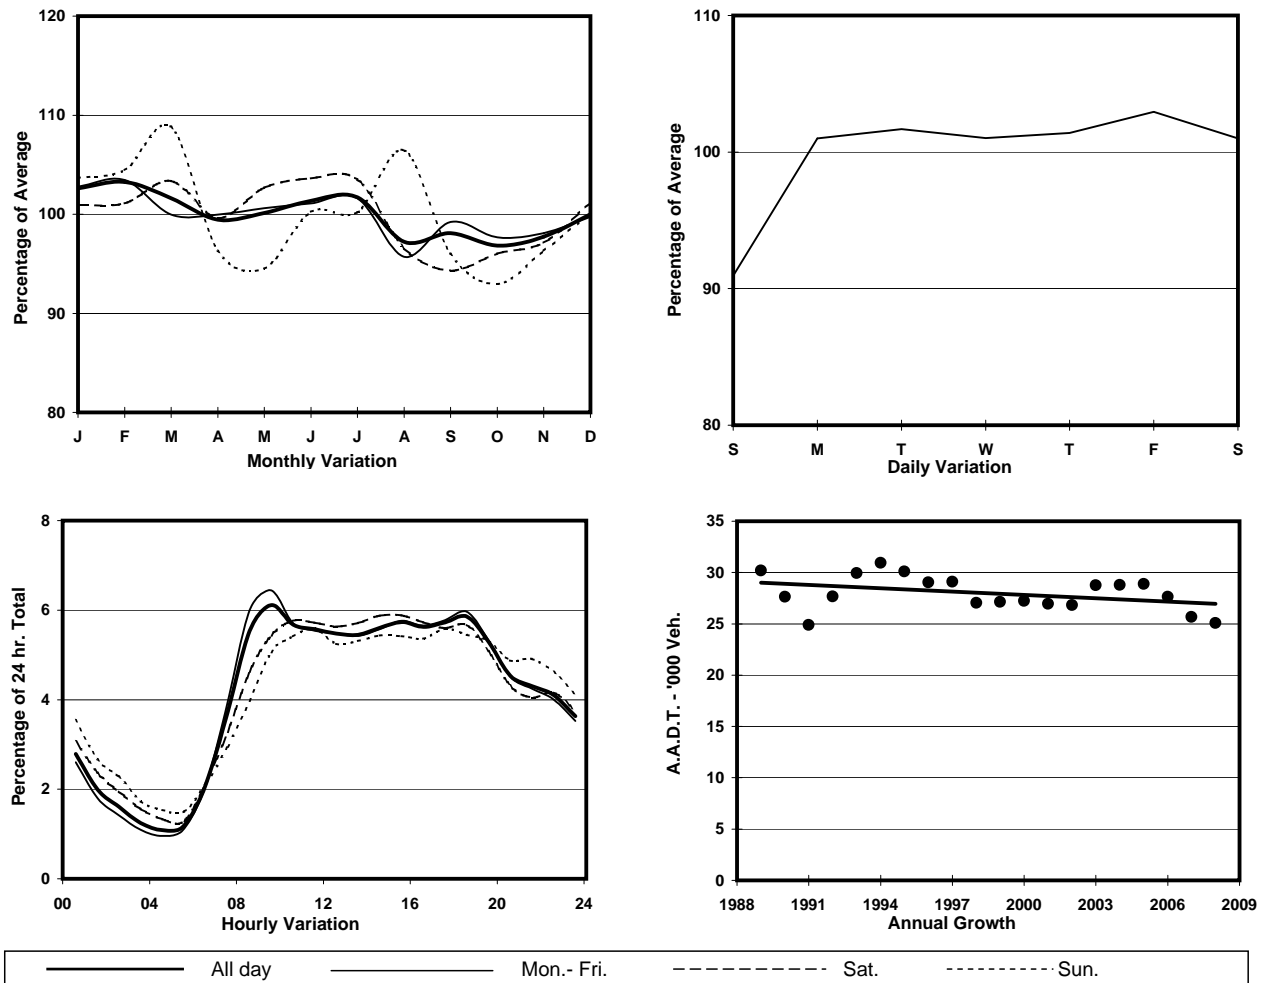 120
110
100
90
80
Percentage of Average
J F M A M J J A S O N D
Monthly Variation
110
100
90
80
Percentage of Average
S M T W T F S
Daily Variation
8
6
4
2
0
Percentage of 24 hr. Total
00 04 08 12 16 20 24
Hourly Variation
35
30
25
20
15
10
5
0
A.A.D.T. - '000 Veh.
1988 1991 1994 1997 2000 2003 2006 2009
Annual Growth
All day Mon.- Fri. Sat. Sun.